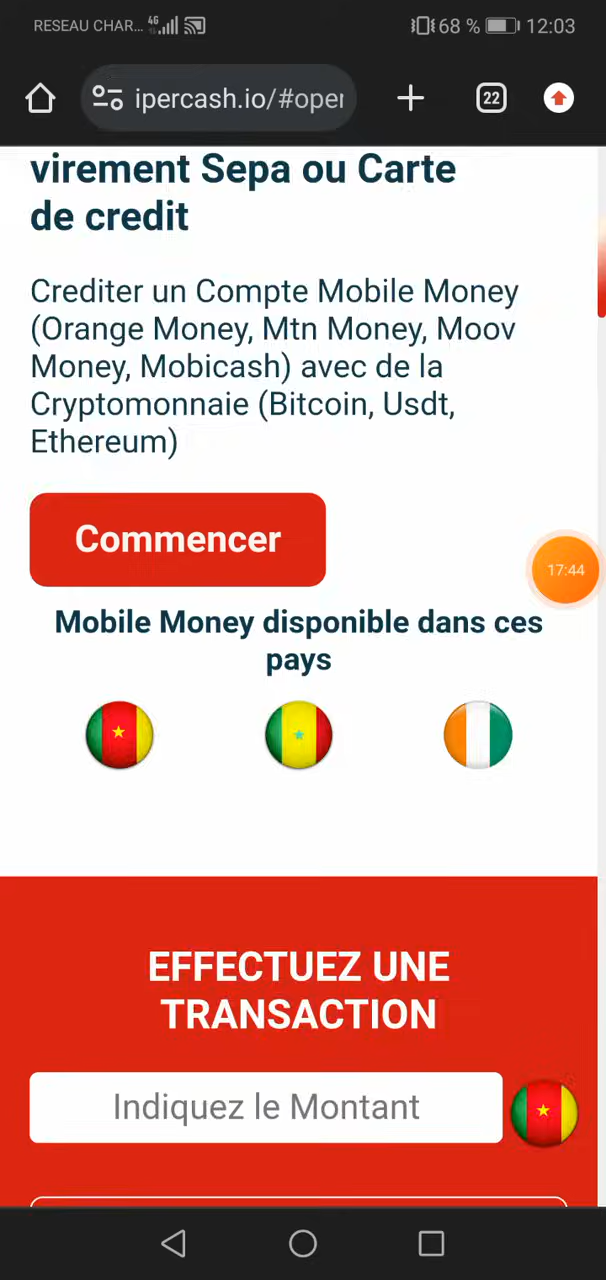 RESEAU CHAR... 4G 68 % 12:03
ipercash.io/#oper
22
virement Sepa ou Carte
de credit
Crediter un Compte Mobile Money
(Orange Money, Mtn Money, Moov
Money, Mobicash) avec de la
Cryptomonnaie (Bitcoin, Usdt,
Ethereum)
Commencer
17:44
Mobile Money disponible dans ces
pays
EFFECTUEZ UNE
TRANSACTION
Indiquez le Montant